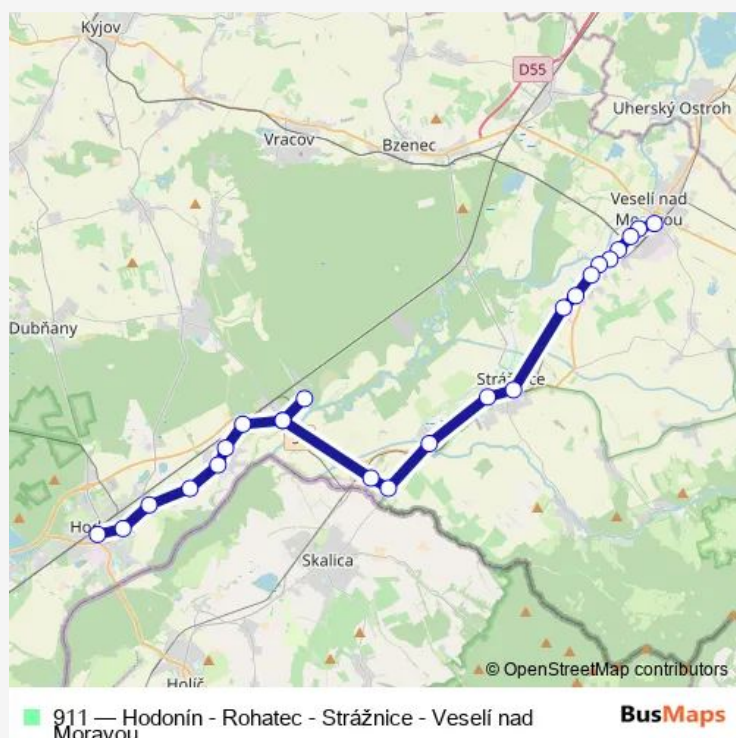 Kyjov
D55
Uherský Ostroh
Vracov
Bzenec
Veselí nad
Moravou
Dubňany
Strážnice
Skalica
Holíč
© OpenStreetMap contributors
911 — Hodonín - Rohatec - Strážnice - Veselí nad
Moravou
BusMaps